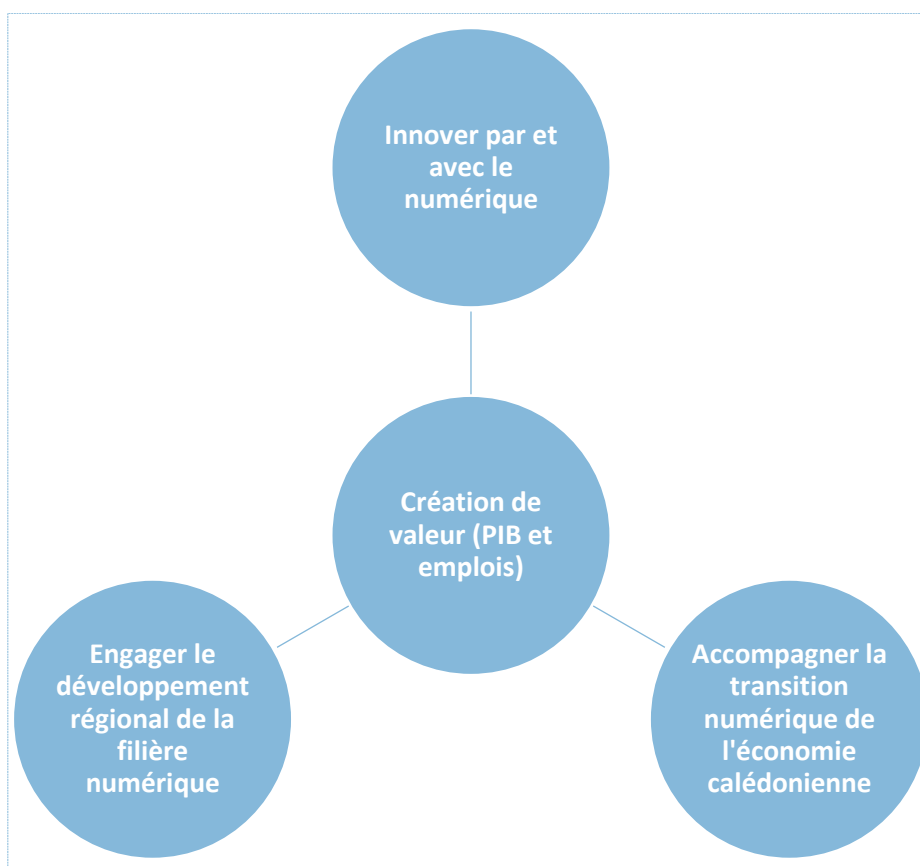 Innover par et
avec le
numérique
Création de
valeur (PIB et
emplois)
Engager le
développement
régional de la
filière
numérique
Accompagner la
transition
numérique de
l'économie
calédonienne